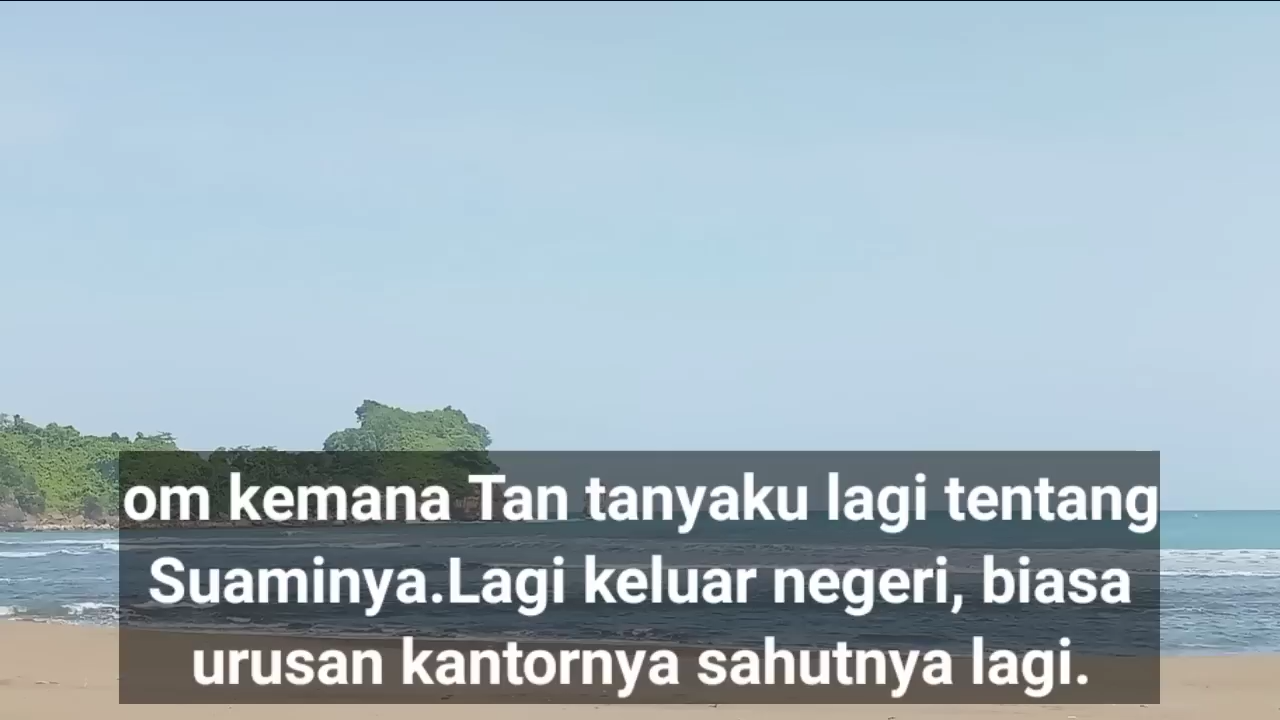 om kemana Tan tanyaku lagi tentang
Suaminya.Lagi keluar negeri, biasa
urusan kantornya sahutnya lagi.